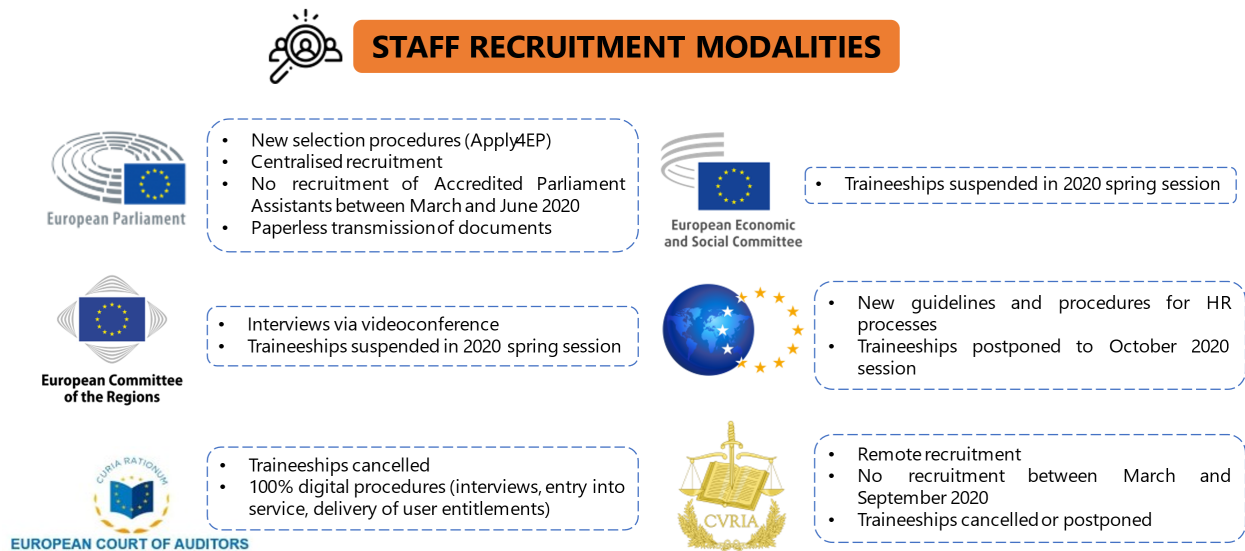 STAFF RECRUITMENT MODALITIES
European Parliament
• New selection procedures (Apply4EP)
• Centralised recruitment
• No recruitment of Accredited Parliament
Assistants between March and June 2020
• Paperless transmission of documents
European Economic
and Social Committee
• Traineeships suspended in 2020 spring session
European Committee
of the Regions
• Interviews via videoconference
• Traineeships suspended in 2020 spring session
• New guidelines and procedures for HR
processes
• Traineeships postponed to October 2020
session
CURIA RATIONUM
EUROPEAN COURT OF AUDITORS
• Traineeships cancelled
• 100% digital procedures (interviews, entry into
service, delivery of user entitlements)
CVRIA
• Remote recruitment
• No recruitment between March and
September 2020
• Traineeships cancelled or postponed